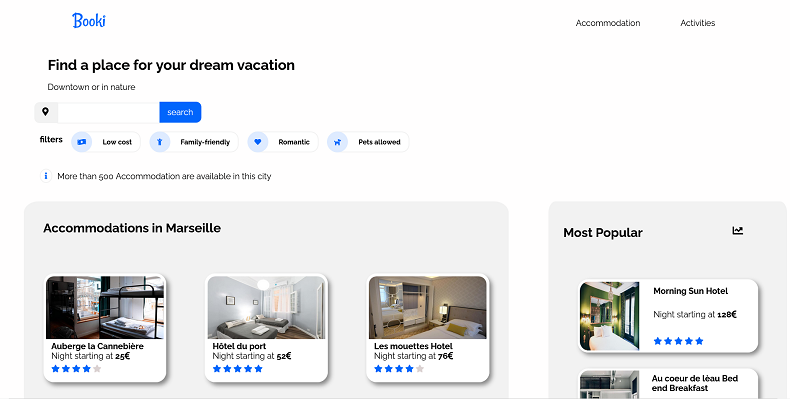 Booki
Accommodation
Activities
Find a place for your dream vacation
Downtown or in nature
search
filters
Low cost
Family-friendly
Romantic
Pets allowed
More than 500 Accommodation are available in this city
Accommodations in Marseille
Auberge la Cannebière
Night starting at 25€
Hôtel du port
Night starting at 52€
Les mouettes Hotel
Night starting at 76€
Most Popular
Morning Sun Hotel
Night starting at 128€
Au coeur de lèau Bed
end Breakfast